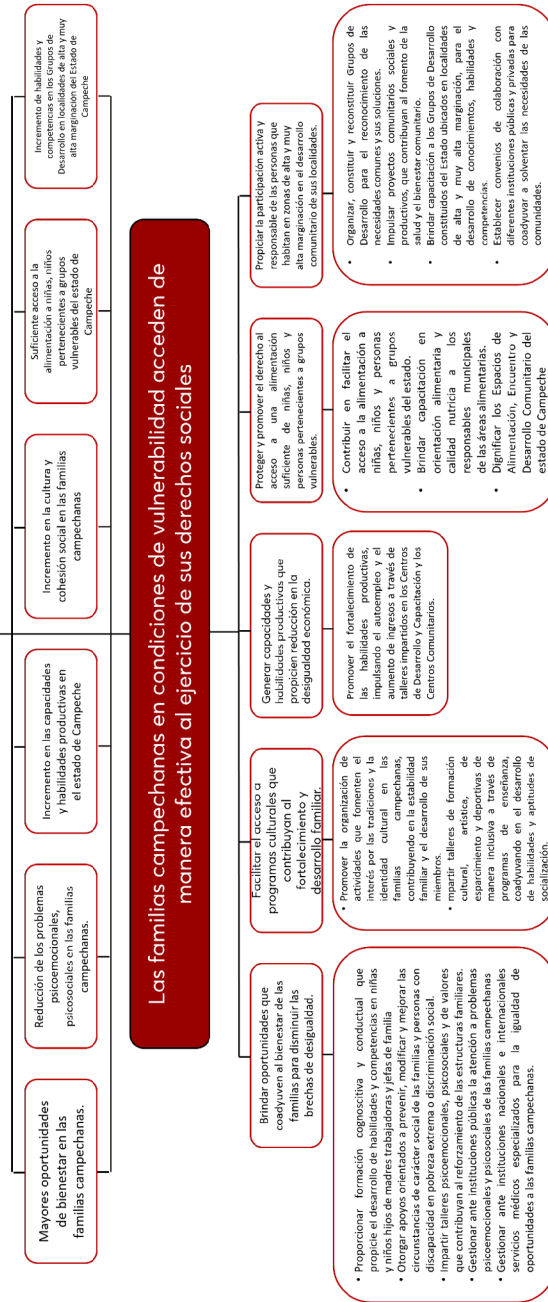 Mayores oportunidades
de bienestar en las
familias campechanas.
Reducción de los problemas
psicoemocionales,
psicosociales en las familias
campechanas.
Incremento en las capacidades
y habilidades productivas en
el estado de Campeche
Incremento en la cultura y
cohesión social en las familias
campechanas
Suficiente acceso a la
alimentación a niñas, niños
pertenecientes a grupos
vulnerables del estado de
Campeche
Incremento de habilidades y
competencias en los Grupos de
Desarrollo en localidades de alta y muy
alta marginación del Estado de
Campeche
Las familias campechanas en condiciones de vulnerabilidad acceden de
manera efectiva al ejercicio de sus derechos sociales
Brindar oportunidades que
coadyuven al bienestar de las
familias para disminuir las
brechas de desigualdad.
Facilitar el acceso a
programas culturales que
contribuyan al
fortalecimiento y
desarrollo familiar.
Generar capacidades y
habilidades productivas que
propicien reducción en la
desigualdad económica.
Proteger y promover el derecho al
acceso a una alimentación
suficiente de niñas, niños y
personas pertenecientes a grupos
vulnerables.
Propiciar la participación activa y
responsable de las personas que
habitan en zonas de alta y muy
alta marginación en el desarrollo
comunitario de sus localidades.
• Proporcionar formación cognoscitiva y conductual que
propicie el desarrollo de habilidades y competencias en niñas
y niños hijos de madres trabajadoras y jefas de familia
• Otorgar apoyos orientados a prevenir, modificar y mejorar las
circunstancias de carácter social de las familias y personas con
discapacidad en pobreza extrema o discriminación social.
• Impartir talleres psicoemocionales, psicosociales y de valores
que contribuyan al reforzamiento de las estructuras familiares.
• Gestionar ante instituciones públicas la atención a problemas
psicoemocionales y psicosociales de las familias campechanas
• Gestionar ante instituciones nacionales e internacionales
servicios médicos especializados para la igualdad de
oportunidades a las familias campechanas.
• Promover la organización de
actividades que fomenten el
interés por las tradiciones y la
identidad cultural en las
familias campechanas,
contribuyendo en la estabilidad
familiar y el desarrollo de sus
miembros.
• mpartir talleres de formación
cultural, artística, de
esparcimiento y deportivas de
manera inclusiva a través de
programas de enseñanza,
coadyuvando en el desarrollo
de habilidades y aptitudes de
socialización.
Promover el fortalecimiento de
las habilidades productivas,
impulsando el autoempleo y el
aumento de ingresos a través de
talleres impartidos en los Centros
de Desarrollo y Capacitación y los
Centros Comunitarios.
• Contribuir en facilitar el
acceso a la alimentación a
niñas, niños y personas
pertenecientes a grupos
vulnerables del estado.
• Brindar capacitación en
orientación alimentaria y
calidad nutricia a los
responsables municipales
de las áreas alimentarias.
• Dignificar los Espacios de
Alimentación, Encuentro y
Desarrollo Comunitario del
estado de Campeche
• Organizar, constituir y reconstituir Grupos de
Desarrollo para el reconocimiento de las
necesidades comunes y sus soluciones.
• Impulsar proyectos comunitarios sociales y
productivos, que contribuyan al fomento de la
salud y el bienestar comunitario.
• Brindar capacitación a los Grupos de Desarrollo
constituidos del Estado ubicados en localidades
de alta y muy alta marginación, para el
desarrollo de conocimiemtos, habilidades y
competencias.
• Establecer convenios de colaboración con
diferentes instituciones públicas y privadas para
coadyuvar a solventar las necesidades de las
comunidades.